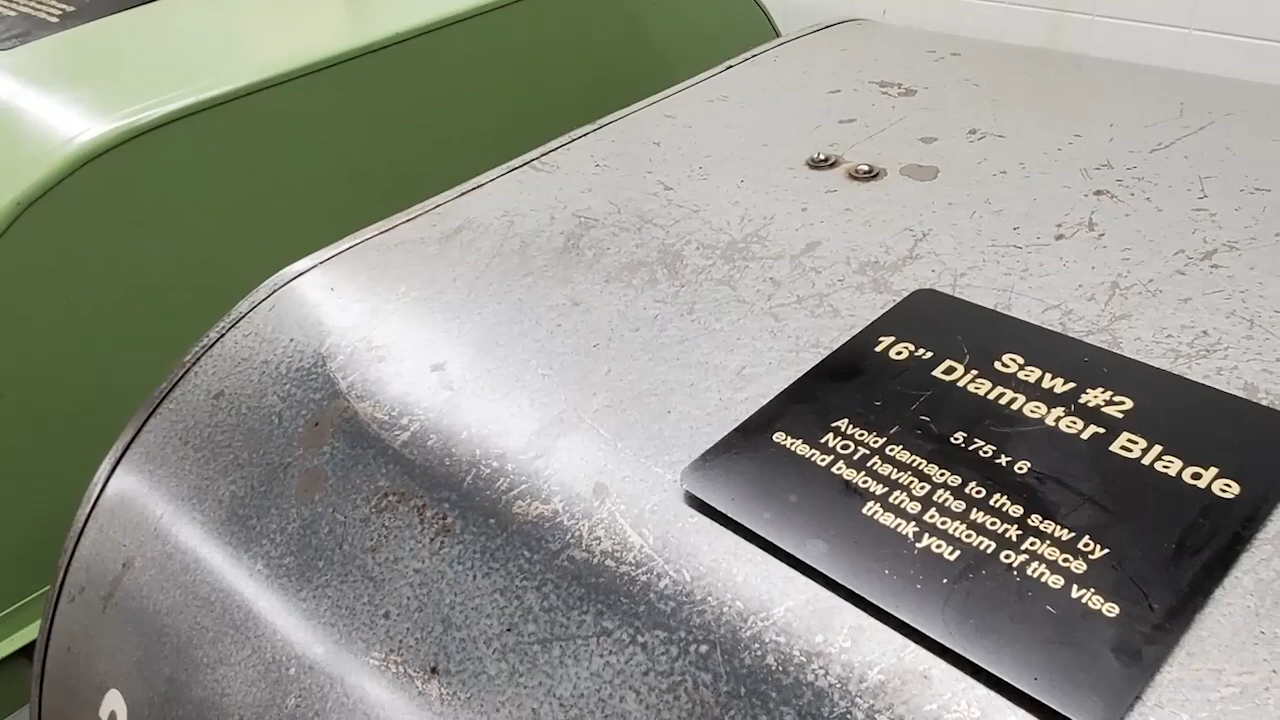 Saw #2
16” Diameter Blade
5.75 x 6
Avoid damage to the saw by
NOT having the work piece
extend below the bottom of the vise
thank you